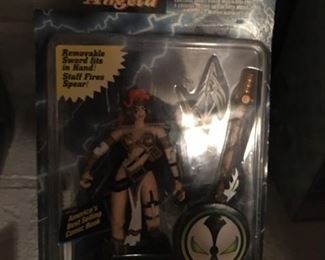 Angela
Removable
Sword fits
in Hand!
Staff Fires
Spear!
America's
Best Selling
Comic Book